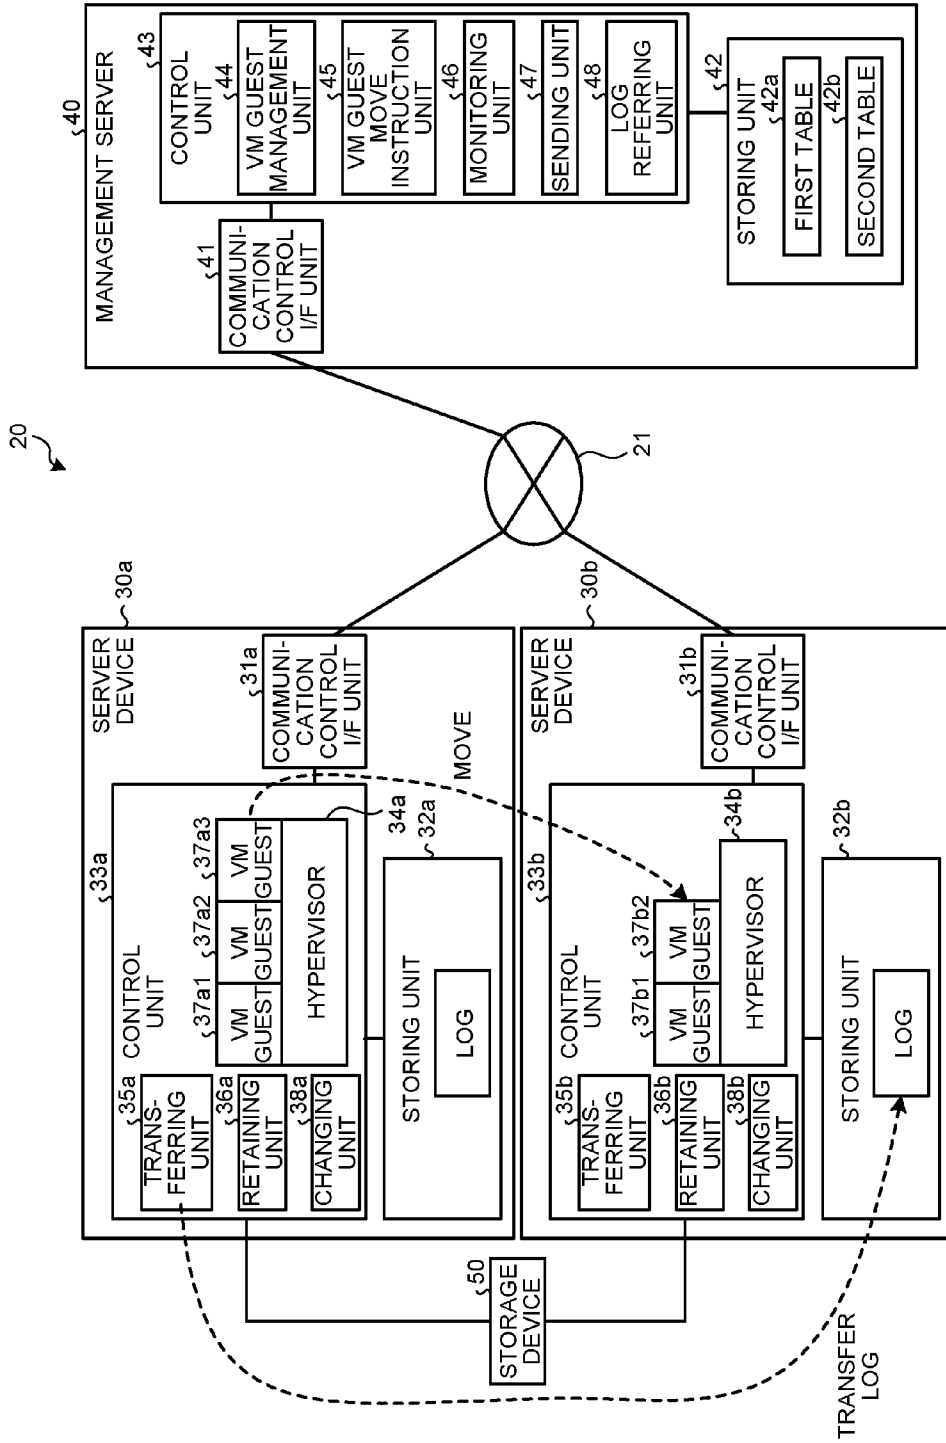 20
SERVER
DEVICE
30a
33a
CONTROL
UNIT
35a
TRANS-
FERRING
UNIT
36a
RETAINING
UNIT
38a
CHANGING
UNIT
37a1
VM
GUEST
37a2
VM
GUEST
37a3
VM
GUEST
HYPERVISOR
34a
31a
COMMUNI-
CATION
CONTROL
I/F UNIT
32a
STORING UNIT
LOG
MOVE
50
STORAGE
DEVICE
SERVER
DEVICE
30b
33b
CONTROL
UNIT
35b
TRANS-
FERRING
UNIT
36b
RETAINING
UNIT
38b
CHANGING
UNIT
37b1
VM
GUEST
37b2
VM
GUEST
HYPERVISOR
34b
31b
COMMUNI-
CATION
CONTROL
I/F UNIT
32b
STORING UNIT
LOG
TRANSFER
LOG
21
40
MANAGEMENT SERVER
41
COMMUNI-
CATION
CONTROL
I/F UNIT
43
CONTROL
UNIT
44
VM GUEST
MANAGEMENT
UNIT
45
VM GUEST
MOVE
INSTRUCTION
UNIT
46
MONITORING
UNIT
47
SENDING UNIT
48
LOG
REFERRING
UNIT
42
STORING UNIT
42a
FIRST TABLE
42b
SECOND TABLE